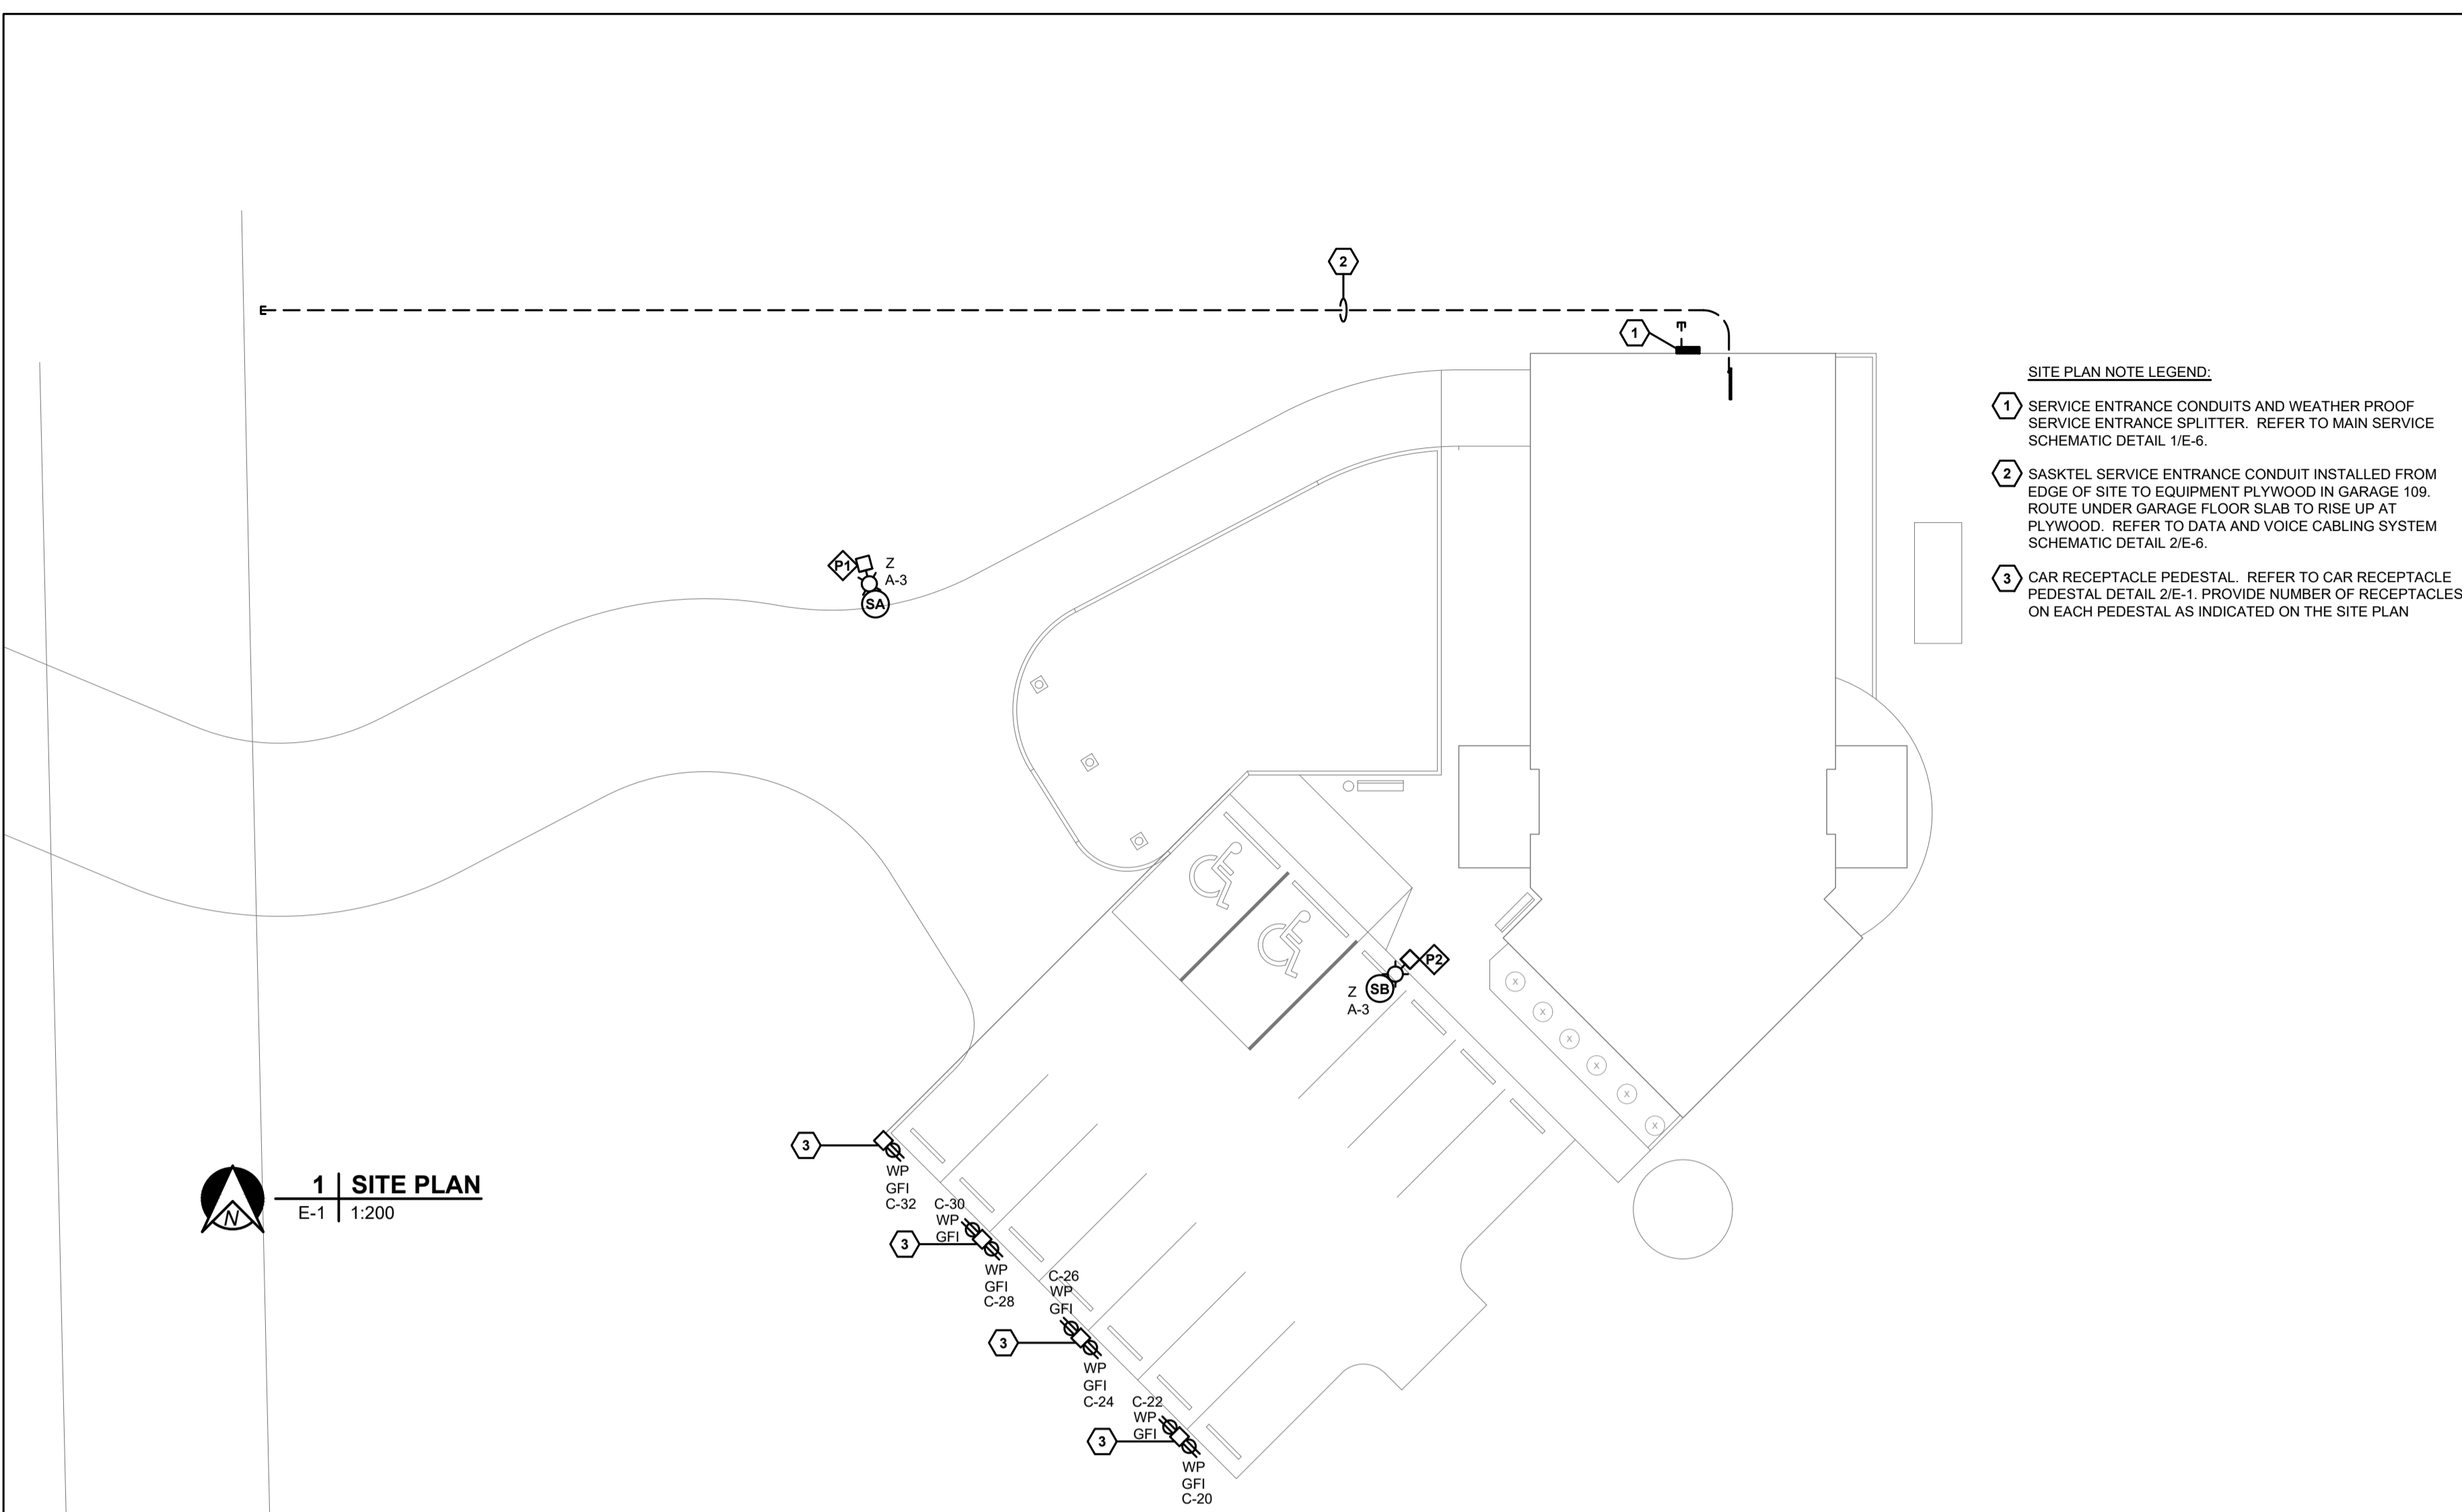 2
1
SITE PLAN NOTE LEGEND:
1 SERVICE ENTRANCE CONDUITS AND WEATHER PROOF
SERVICE ENTRANCE SPLITTER. REFER TO MAIN SERVICE
SCHEMATIC DETAIL 1/E-6.
2 SASKTEL SERVICE ENTRANCE CONDUIT INSTALLED FROM
EDGE OF SITE TO EQUIPMENT PLYWOOD IN GARAGE 109.
ROUTE UNDER GARAGE FLOOR SLAB TO RISE UP AT
PLYWOOD. REFER TO DATA AND VOICE CABLING SYSTEM
SCHEMATIC DETAIL 2/E-6.
3 CAR RECEPTACLE PEDESTAL. REFER TO CAR RECEPTACLE
PEDESTAL DETAIL 2/E-1. PROVIDE NUMBER OF RECEPTACLES
ON EACH PEDESTAL AS INDICATED ON THE SITE PLAN
P1
Z
A-3
SA
P2
SB
Z
A-3
X
X
X
X
X
X
3
WP
GFI
C-32
C-30
WP
GFI
3
WP
GFI
C-28
C-26
WP
GFI
3
WP
GFI
C-24
C-22
WP
GFI
3
WP
GFI
C-20
N
1 SITE PLAN
E-1 1:200